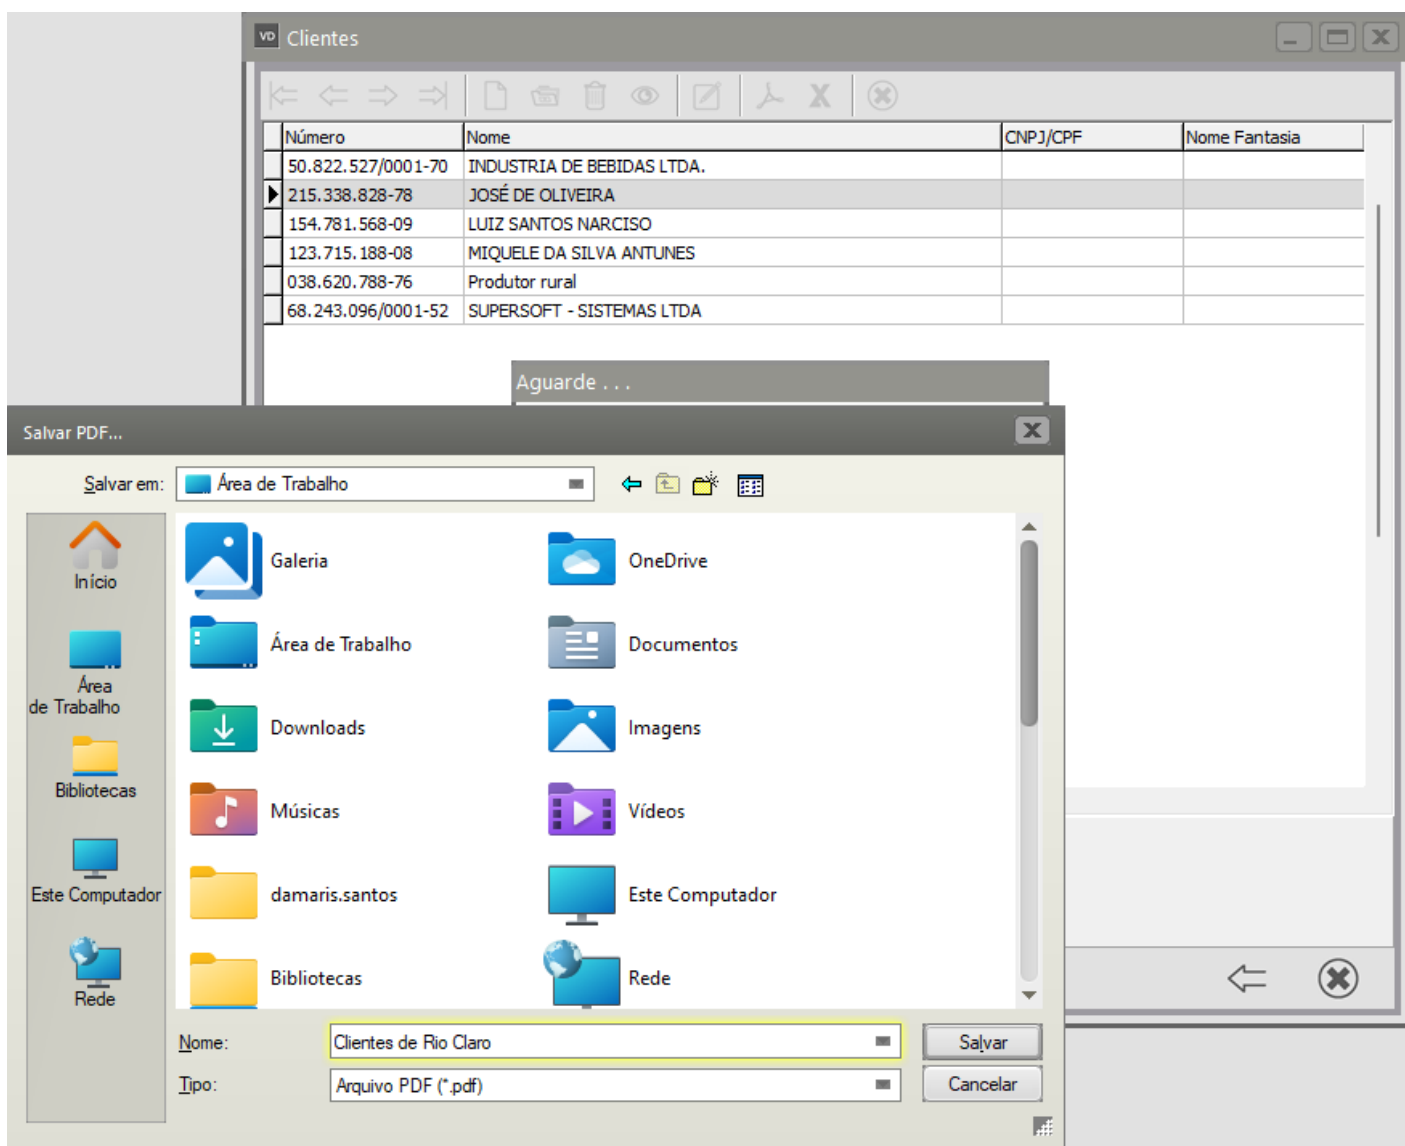 VD Clientes
Número Nome CNPJ/CPF Nome Fantasia
50.822.527/0001-70 INDUSTRIA DE BEBIDAS LTDA.
215.338.828-78 JOSÉ DE OLIVEIRA
154.781.568-09 LUIZ SANTOS NARCISO
123.715.188-08 MIQUELE DA SILVA ANTUNES
038.620.788-76 Produtor rural
68.243.096/0001-52 SUPERSOFT - SISTEMAS LTDA
Aguarde . . .
Salvar PDF...
Salvar em: Área de Trabalho
Início
Área
de Trabalho
Bibliotecas
Este Computador
Rede
Galeria OneDrive
Área de Trabalho Documentos
Downloads Imagens
Músicas Vídeos
damaris.santos Este Computador
Bibliotecas Rede
Nome: Clientes de Rio Claro Salvar
Tipo: Arquivo PDF (*.pdf) Cancelar